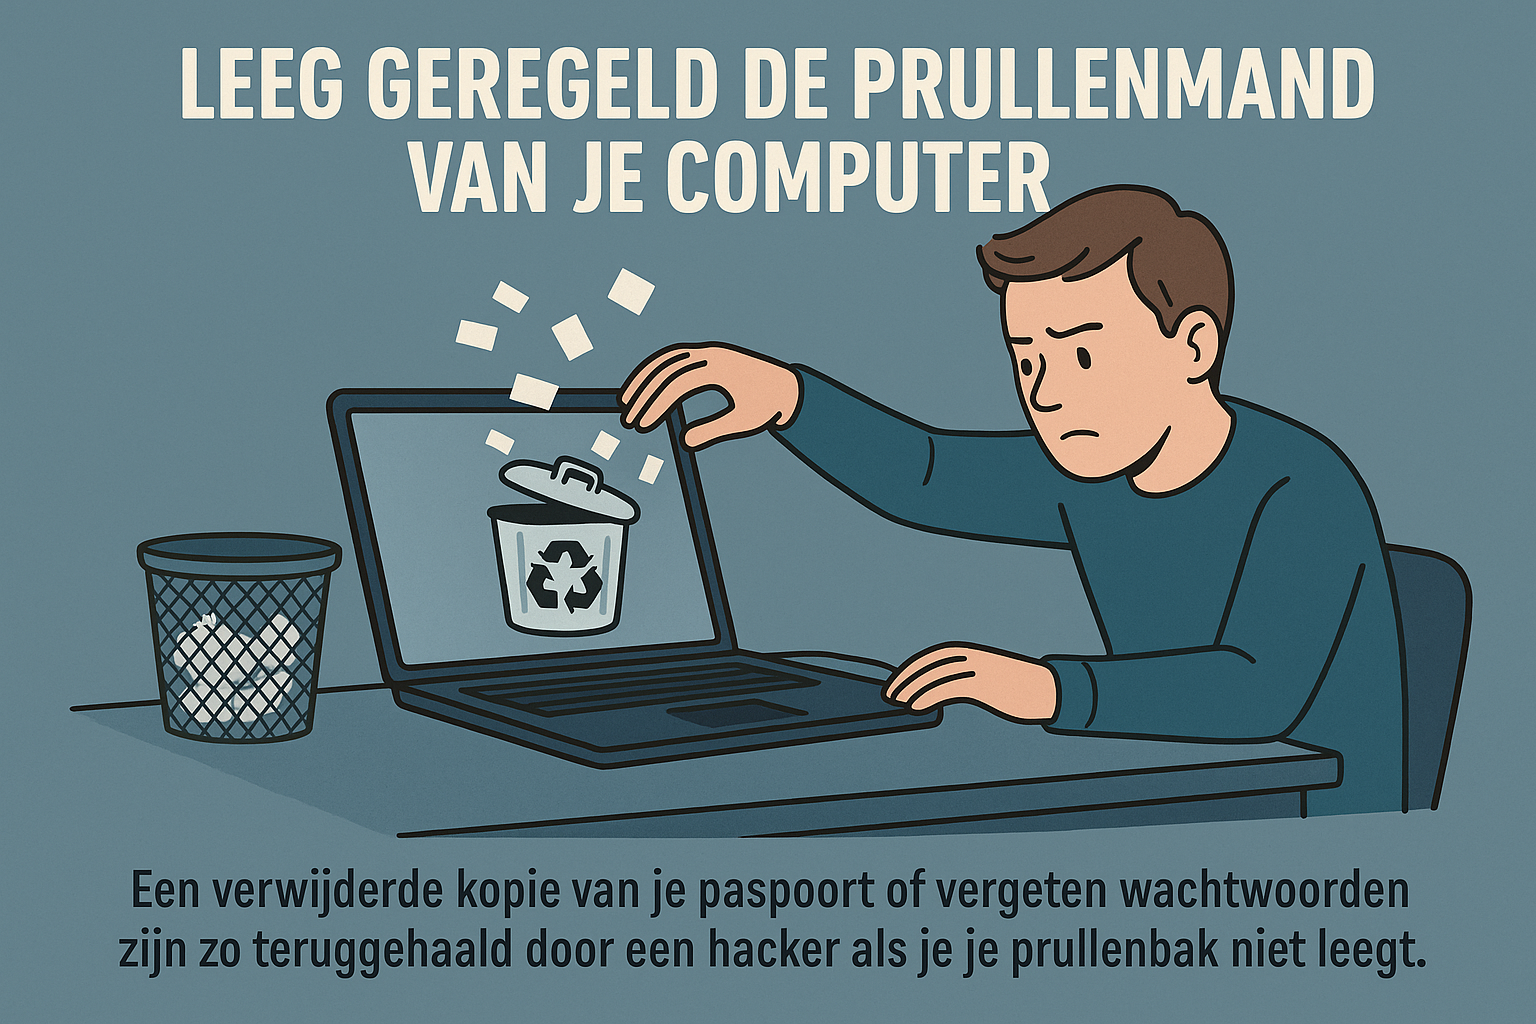 LEEG GEREGELD DE PRULLENMAND
VAN JE COMPUTER
Een verwijderde kopie van je paspoort of vergeten wachtwoorden
zijn zo teruggehaald door een hacker als je je prullenbak niet leegt.